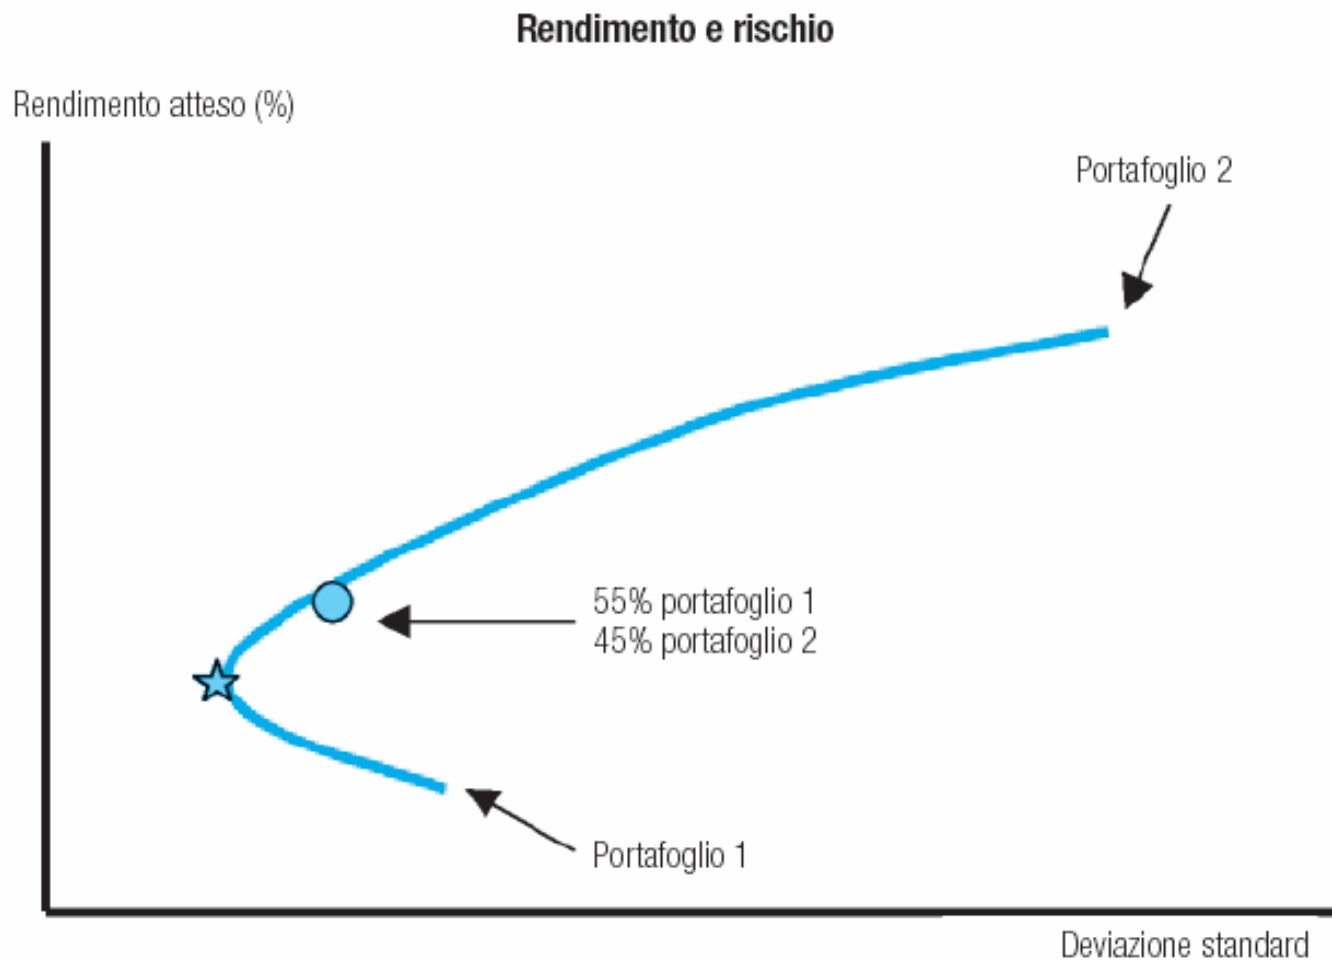 Rendimento e rischio
Rendimento atteso (%)
Portafoglio 2
55% portafoglio 1
45% portafoglio 2
Portafoglio 1
Deviazione standard